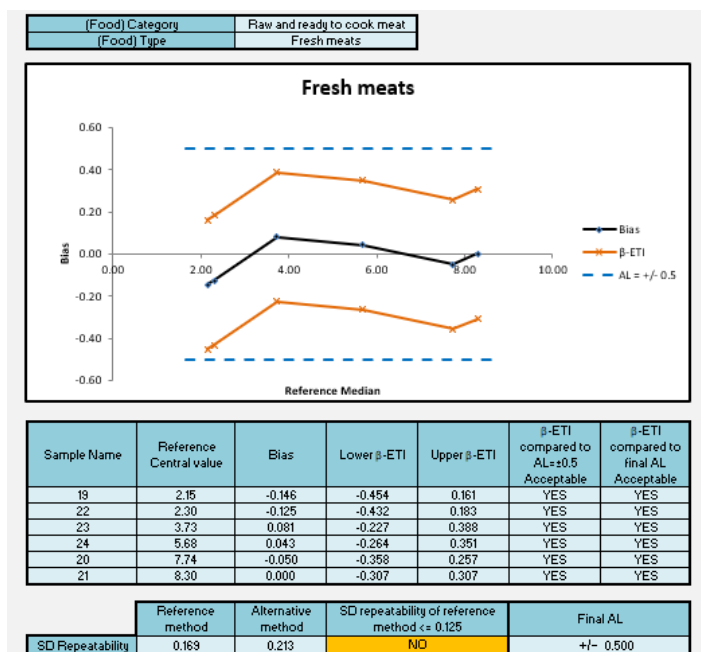 (Food) Category Raw and ready to cook meat
(Food) Type Fresh meats
Fresh meats
0.60
0.40
0.20
0.00
-0.20
-0.40
-0.60
0.00 2.00 4.00 6.00 8.00 10.00
Bias
Reference Median
Bias
β-ETI
AL = +/- 0.5
Sample Name Reference Central value Bias Lower β-ETI Upper β-ETI β-ETI compared to AL=±0.5 Acceptable β-ETI compared to final AL Acceptable
19 2.15 -0.146 -0.454 0.161 YES YES
22 2.30 -0.125 -0.432 0.183 YES YES
23 3.73 0.081 -0.227 0.388 YES YES
24 5.68 0.043 -0.264 0.351 YES YES
20 7.74 -0.050 -0.358 0.257 YES YES
21 8.30 0.000 -0.307 0.307 YES YES
Reference method Alternative method SD repeatability of reference method <= 0.125 Final AL
SD Repeatability 0.169 0.213 NO +/- 0.500